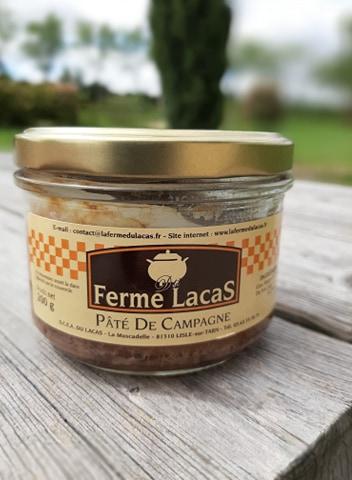 E-mail : contact@lafermedulacas.fr - Site internet : www.lafermedulacas.fr
Ferme LacaS
200 g
PÂTÉ DE CAMPAGNE
S.C.E.A. DU LACAS - La Moscadelle - 81310 LISLE-sur-TARN - Tél.